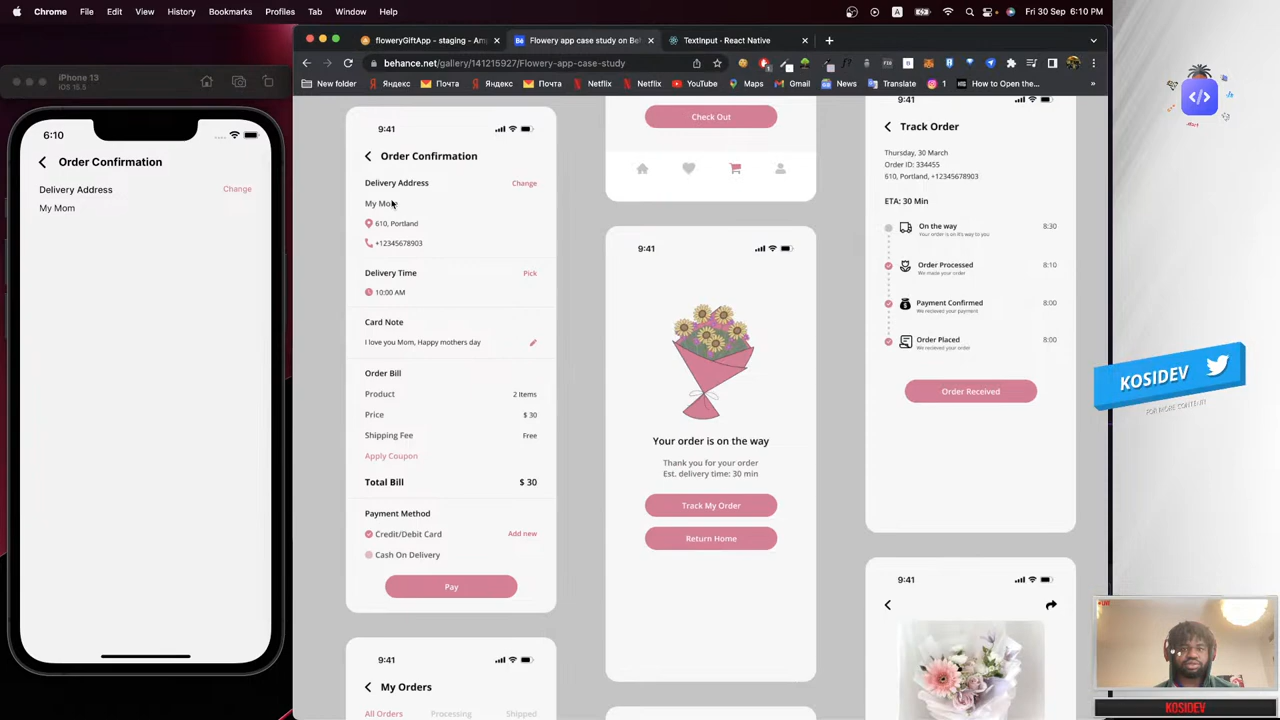 Chrome File Edit View History Bookmarks Profiles Tab Window Help
A
Fri 30 Sep 6:10 PM
iPhone 13
iOS 15.5
6:10
Order Confirmation
Delivery Address Change
My Mom
floweryGiftApp - staging - Am
Flowery app case study on Be
TextInput · React Native
behance.net/gallery/141215927/Flowery-app-case-study
New folder Яндекс Почта Яндекс Почта Netflix Netflix YouTube Maps Gmail News Translate How to Open the...
9:41
Order Confirmation
Delivery Address Change
My Mom
610, Portland
+12345678903
Delivery Time Pick
10:00 AM
Card Note
I love you Mom, Happy mothers day
Order Bill
Product 2 Items
Price $ 30
Shipping Fee Free
Apply Coupon
Total Bill $ 30
Payment Method
Credit/Debit Card Add new
Cash On Delivery
Pay
9:41
My Orders
All Orders Processing Shipped
Check Out
9:41
Your order is on the way
Thank you for your order
Est. delivery time: 30 min
Track My Order
Return Home
9:41
Track Order
Thursday, 30 March
Order ID: 334455
610, Portland, +12345678903
ETA: 30 Min
On the way 8:30
Your order is on it's way to you
Order Processed 8:10
We made your order
Payment Confirmed 8:00
We recieved your payment
Order Placed 8:00
We recieved your order
Order Received
9:41
KOSIDEV
FOR MORE CONTENT
KOSIDEV